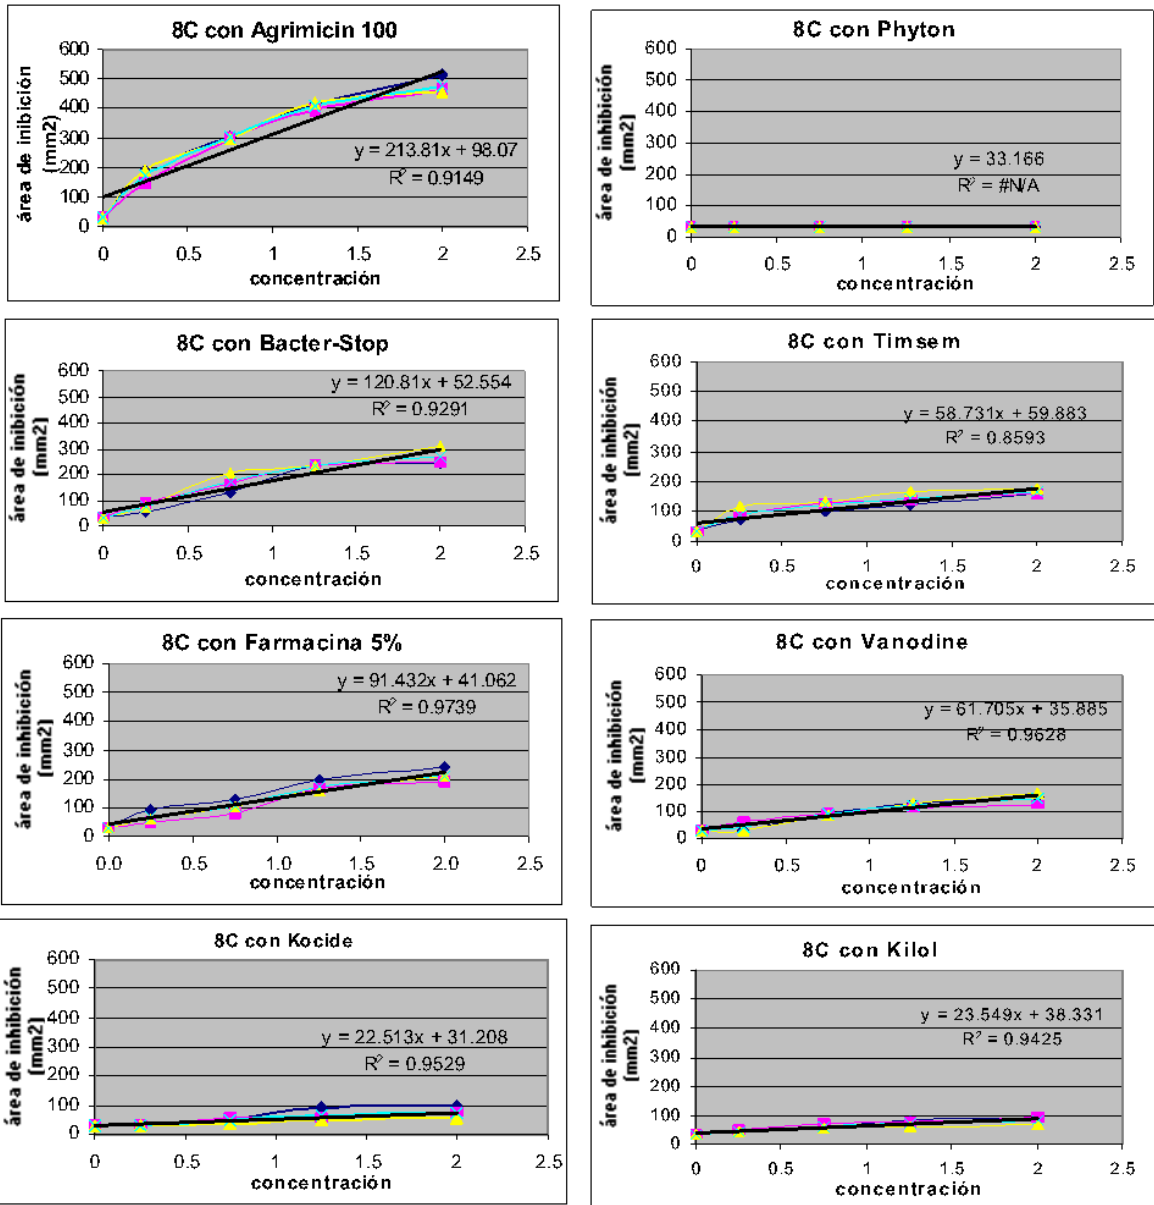 8C con Agrimicin 100
área de inibición
(mm2)
600
500
400
300
200
100
0
y = 213.81x + 98.07
R² = 0.9149
0 0.5 1 1.5 2 2.5
concentración
8C con Phyton
área de inhibición
(mm2)
600
500
400
300
200
100
0
y = 33.166
R² = #N/A
0 0.5 1 1.5 2 2.5
concentración
8C con Bacter-Stop
área de inibición
(mm2)
600
500
400
300
200
100
0
y = 120.81x + 52.554
R² = 0.9291
0 0.5 1 1.5 2 2.5
concentración
8C con Timsem
área de inhibición
(mm2)
600
500
400
300
200
100
0
y = 58.731x + 59.883
R² = 0.8593
0 0.5 1 1.5 2 2.5
concentración
8C con Farmacina 5%
área de inhibición
(mm2)
600
500
400
300
200
100
0
y = 91.432x + 41.062
R² = 0.9739
0.0 0.5 1.0 1.5 2.0 2.5
concentración
8C con Vanodine
área de inhibición
(mm2)
600
500
400
300
200
100
0
y = 61.705x + 35.885
R² = 0.9628
0 0.5 1 1.5 2 2.5
concentración
8C con Kocide
área de inhibición
(mm2)
600
500
400
300
200
100
0
y = 22.513x + 31.208
R² = 0.9529
0 0.5 1 1.5 2 2.5
concentración
8C con Kilol
área de inhibición
(mm2)
600
500
400
300
200
100
0
y = 23.549x + 38.331
R² = 0.9425
0 0.5 1 1.5 2 2.5
concentración